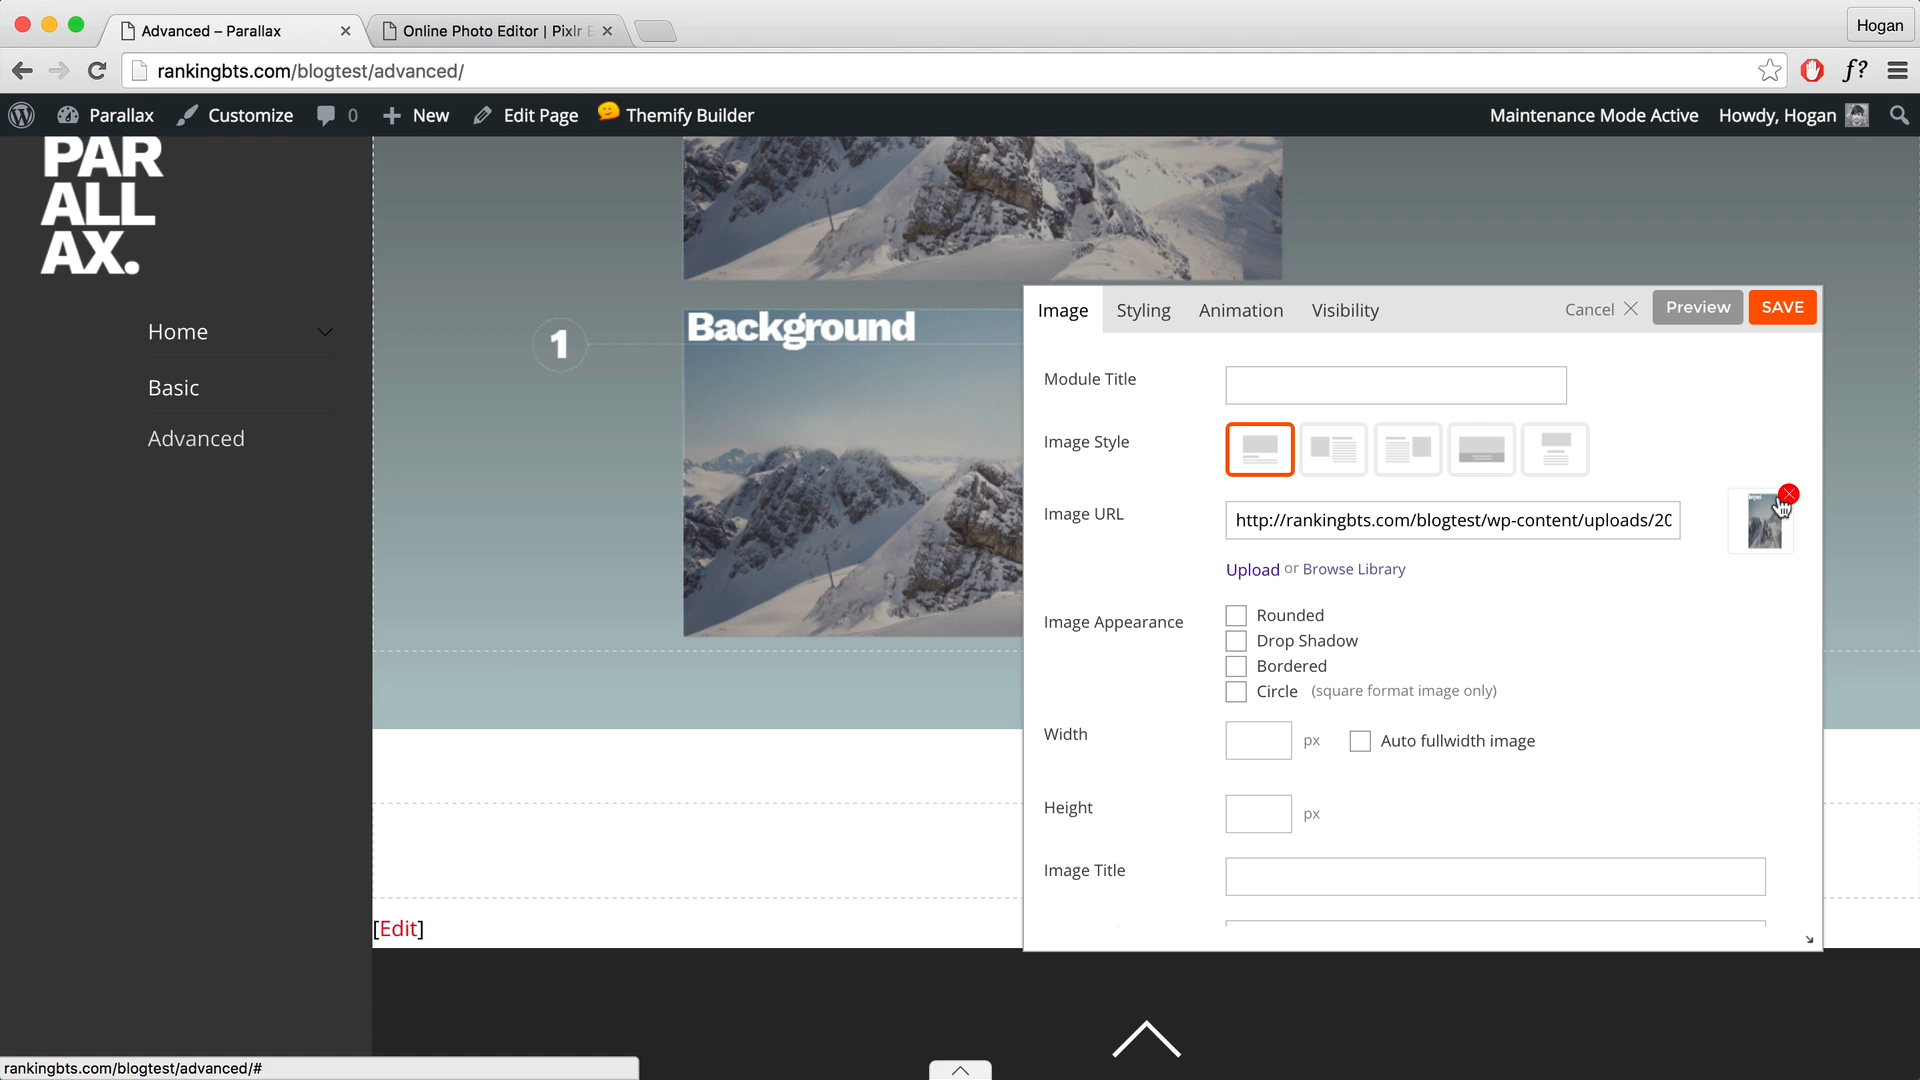 Advanced – Parallax
Online Photo Editor | Pixlr E
Hogan
rankingbts.com/blogtest/advanced/
f?
Parallax
Customize
0
New
Edit Page
Themify Builder
Maintenance Mode Active
Howdy, Hogan
PAR
ALL
AX.
Home
Basic
Advanced
1
Background
Image
Styling
Animation
Visibility
Cancel
Preview
SAVE
Module Title
Image Style
Image URL
http://rankingbts.com/blogtest/wp-content/uploads/20
Upload or Browse Library
Image Appearance
Rounded
Drop Shadow
Bordered
Circle (square format image only)
Width
px
Auto fullwidth image
Height
px
Image Title
[Edit]
rankingbts.com/blogtest/advanced/#